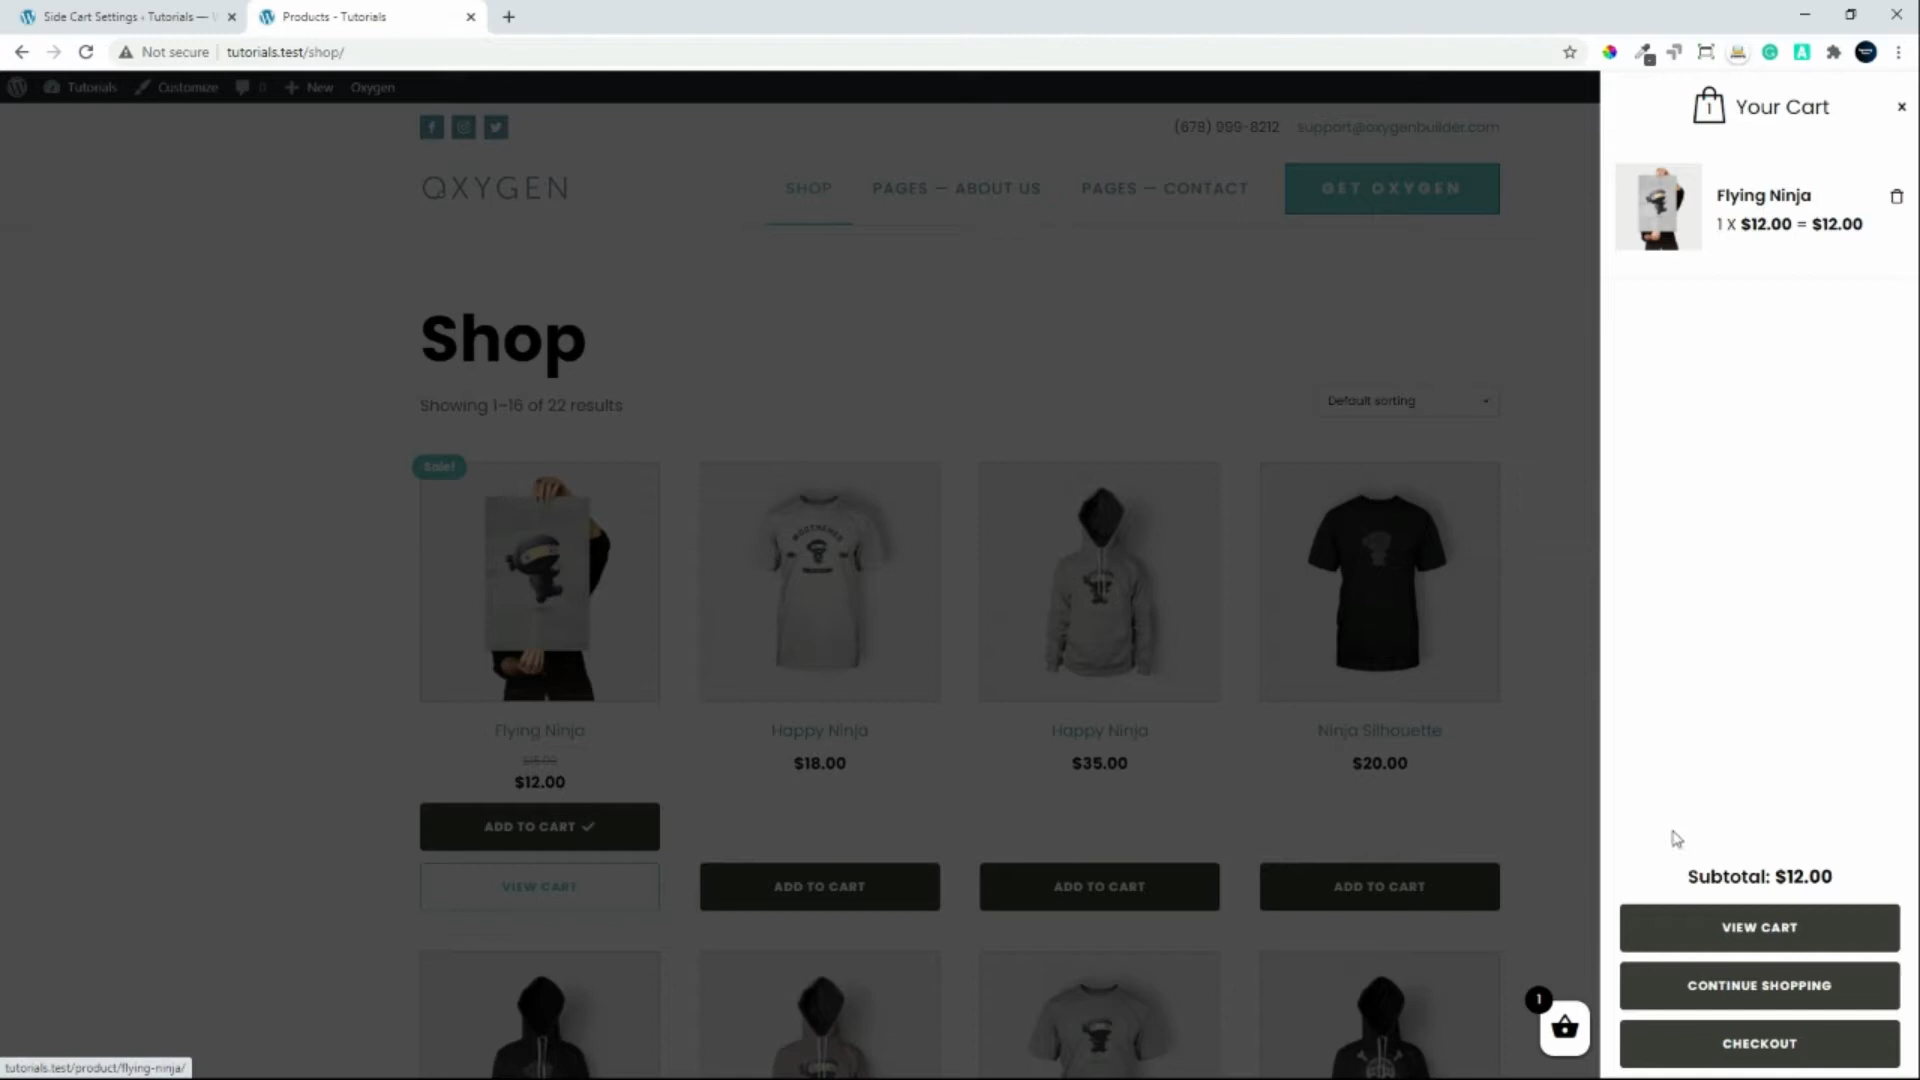 Side Cart Settings ‹ Tutorials — W
Products - Tutorials
Not secure
tutorials.test/shop/
Tutorials
Customize
0
New
Oxygen
1
Your Cart
(678) 999-8212
support@oxygenbuilder.com
OXYGEN
SHOP
PAGES — ABOUT US
PAGES — CONTACT
GET OXYGEN
Flying Ninja
1 X $12.00 = $12.00
Shop
Showing 1–16 of 22 results
Default sorting
Sale!
Flying Ninja
Happy Ninja
Happy Ninja
Ninja Silhouette
$15.00
$12.00
$18.00
$35.00
$20.00
ADD TO CART
VIEW CART
ADD TO CART
ADD TO CART
ADD TO CART
Subtotal: $12.00
VIEW CART
CONTINUE SHOPPING
CHECKOUT
1
tutorials.test/product/flying-ninja/